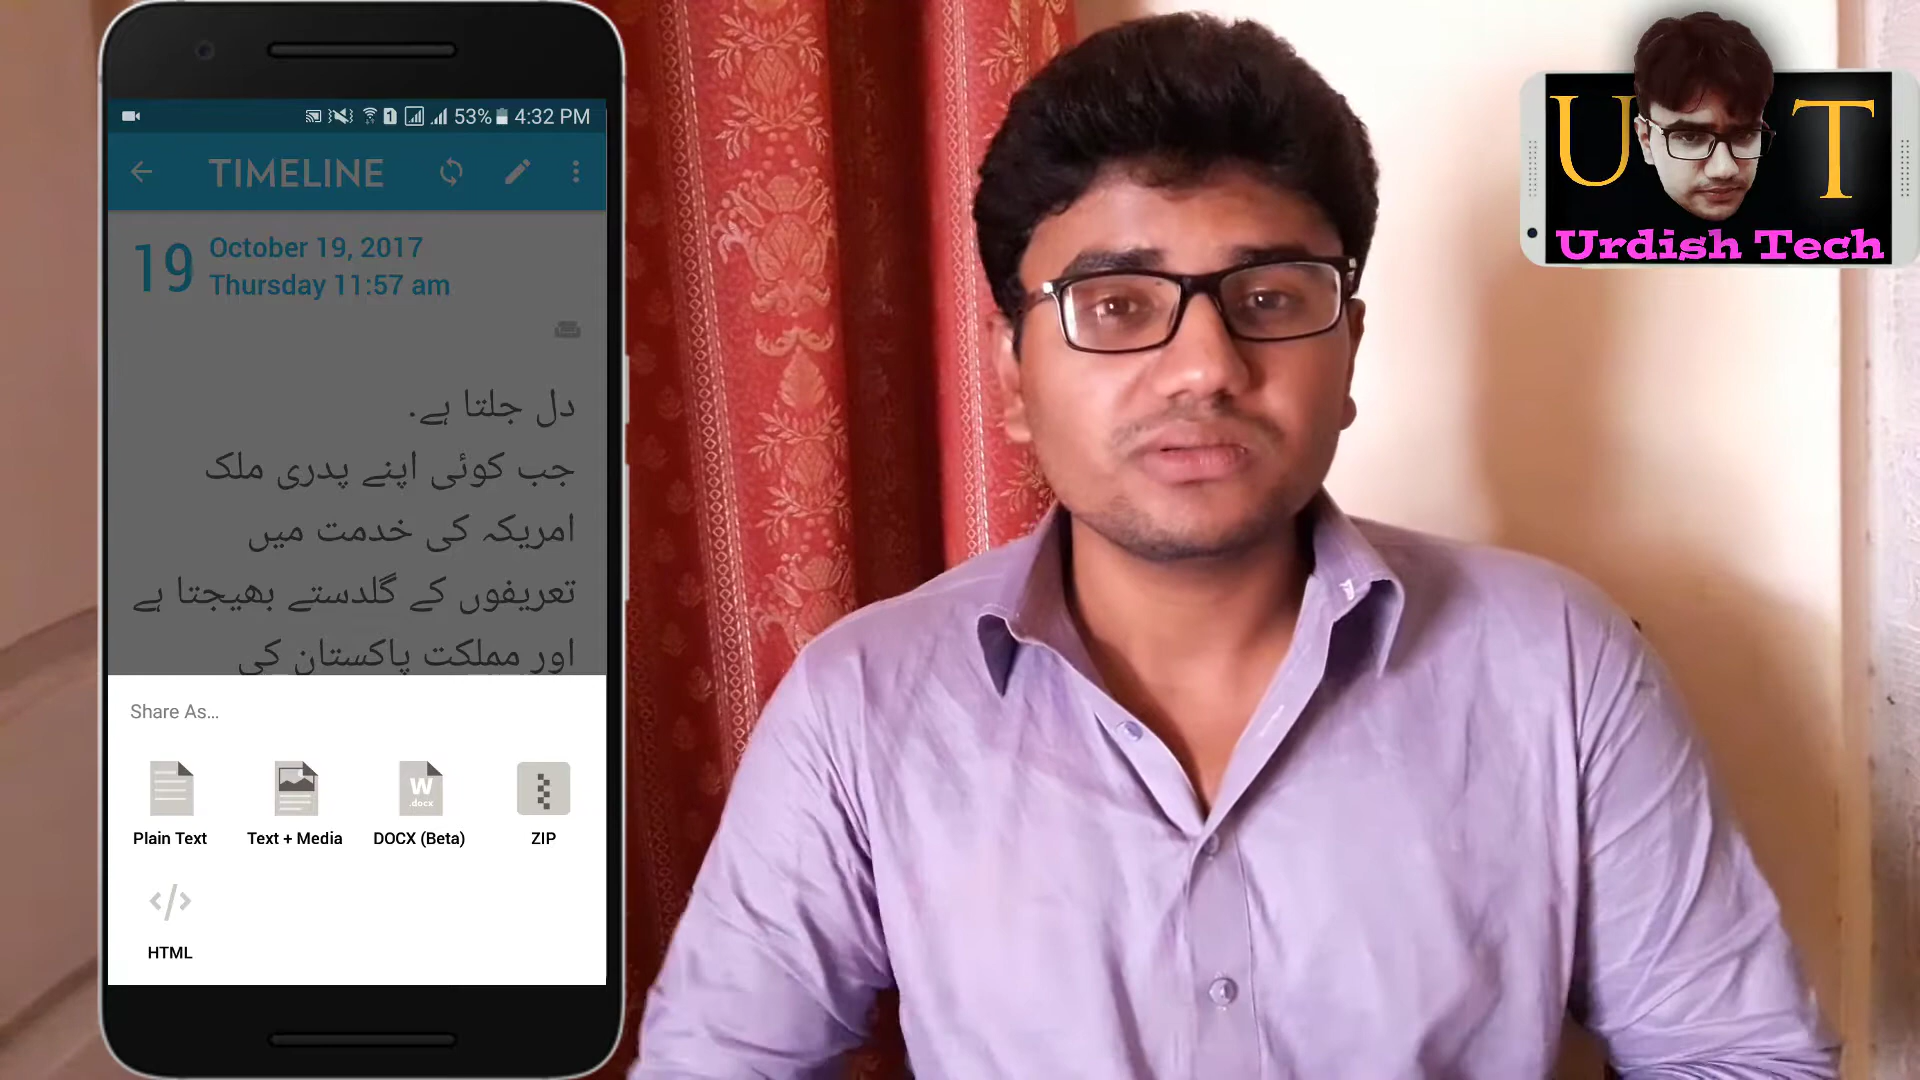 53% 4:32 PM
TIMELINE
19
October 19, 2017
Thursday 11:57 am
دل جلتا ہے.
جب کوئی اپنے پدری ملک
امریکہ کی خدمت میں
تعریفوں کے گلدستے بھیجتا ہے
اور مملکت پاکستان کی
Share As...
Plain Text
Text + Media
W
.docx
DOCX (Beta)
ZIP
HTML
U T
Urdish Tech